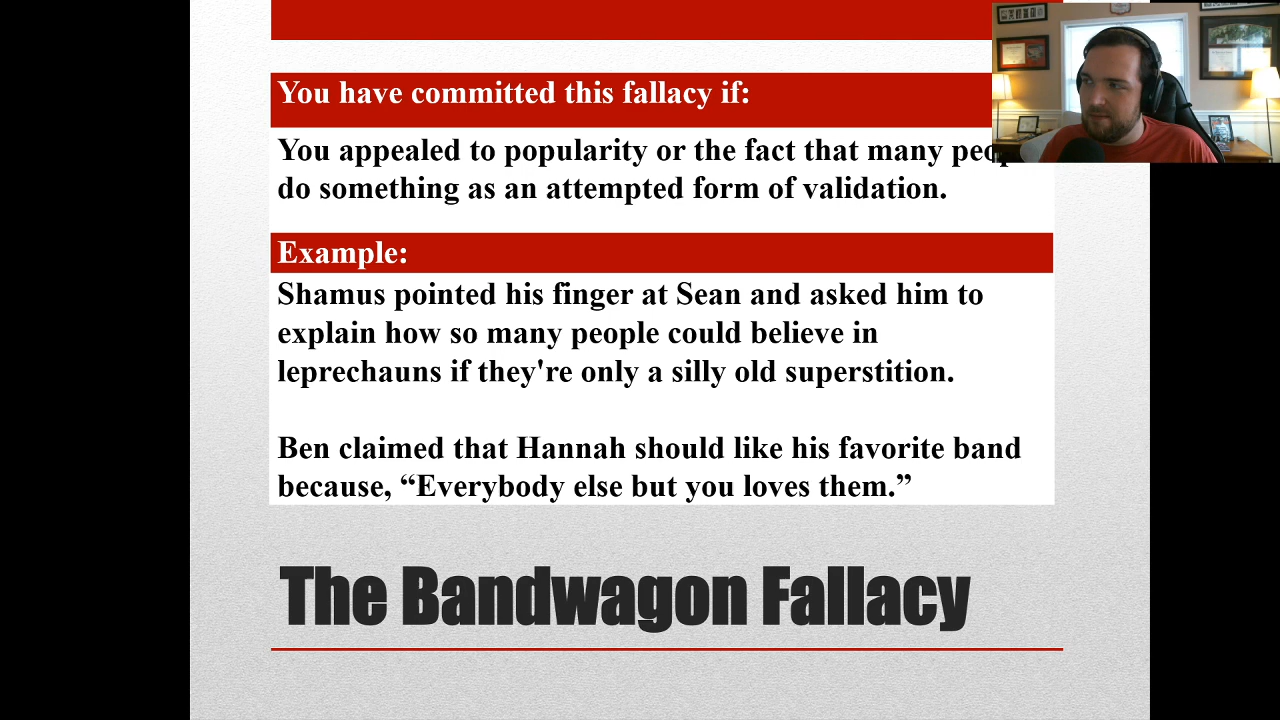 You have committed this fallacy if:
You appealed to popularity or the fact that many
do something as an attempted form of validation.
Example:
Shamus pointed his finger at Sean and asked him to
explain how so many people could believe in
leprechauns if they're only a silly old superstition.
Ben claimed that Hannah should like his favorite band
because, “Everybody else but you loves them.”
The Bandwagon Fallacy